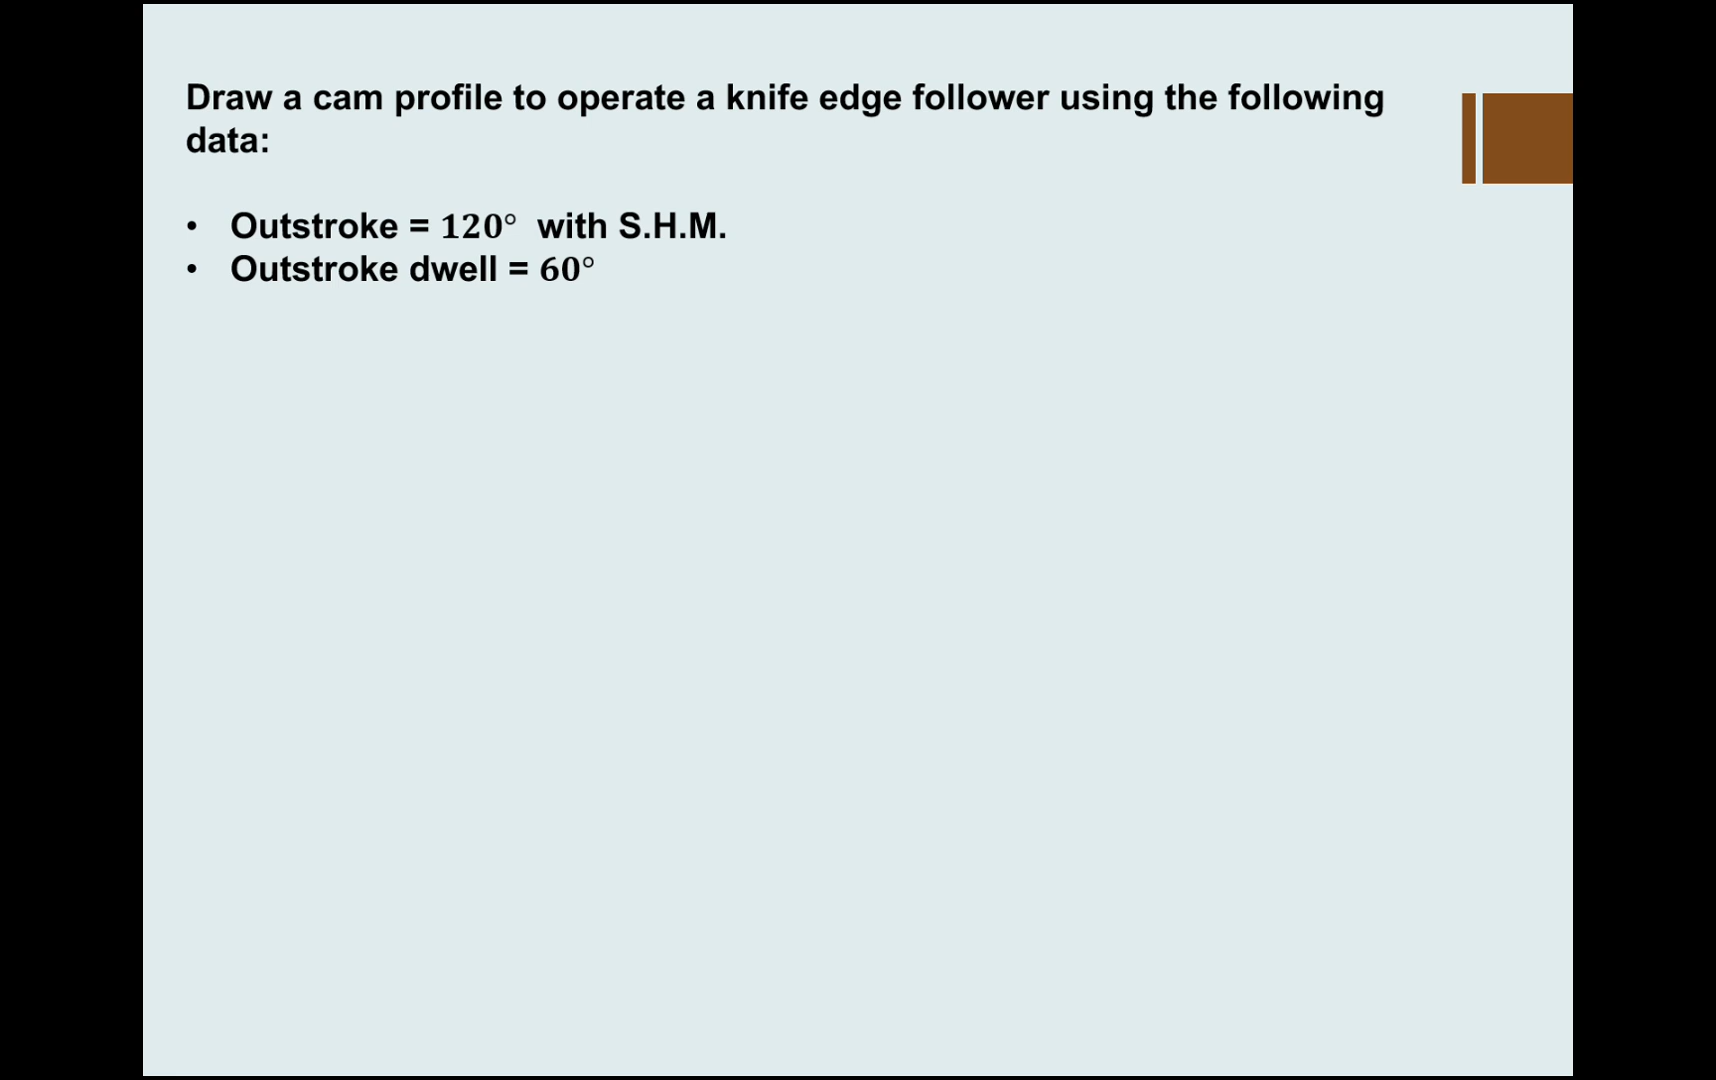 Draw a cam profile to operate a knife edge follower using the following
data:
• Outstroke = 120° with S.H.M.
• Outstroke dwell = 60°